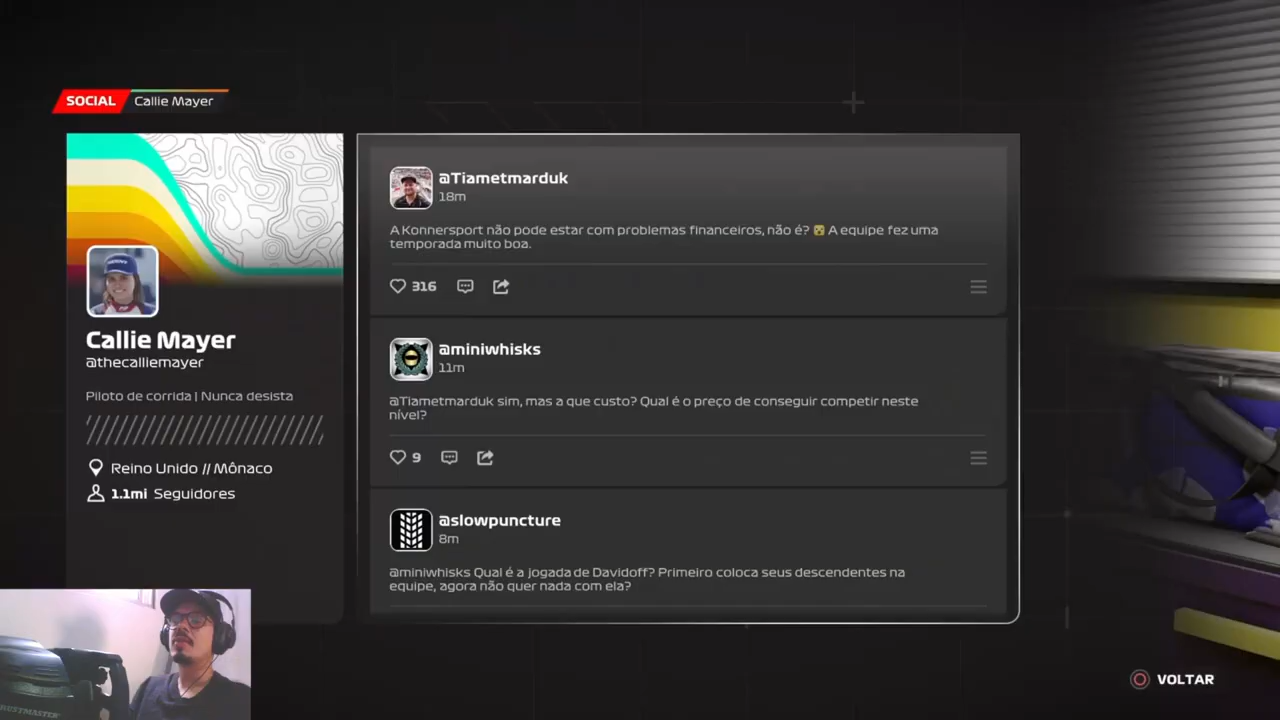 SOCIAL Callie Mayer
Callie Mayer
@thecalliemayer
Piloto de corrida | Nunca desista
Reino Unido // Mônaco
1.1mi Seguidores
@Tiametmarduk
18m
A Konnersport não pode estar com problemas financeiros, não é? 😯 A equipe fez uma
temporada muito boa.
316
@miniwhisks
11m
@Tiametmarduk sim, mas a que custo? Qual é o preço de conseguir competir neste
nível?
9
@slowpuncture
8m
@miniwhisks Qual é a jogada de Davidoff? Primeiro coloca seus descendentes na
equipe, agora não quer nada com ela?
THRUSTMASTER
VOLTAR